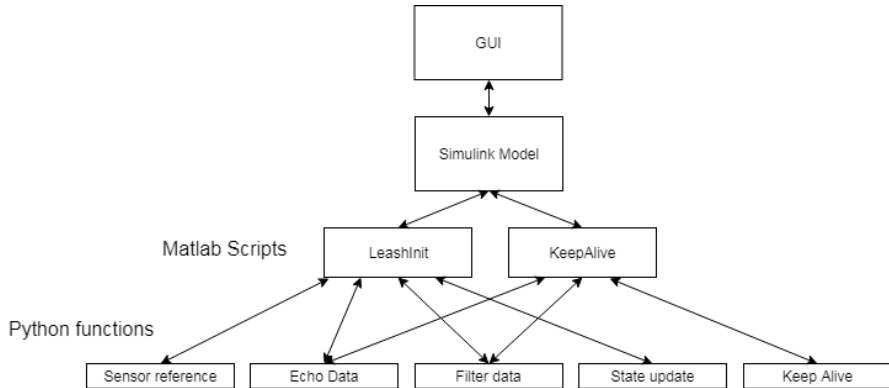 GUI
Simulink Model
Matlab Scripts
LeashInit
KeepAlive
Python functions
Sensor reference
Echo Data
Filter data
State update
Keep Alive